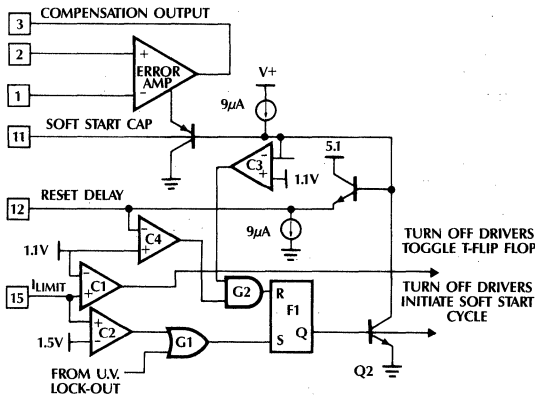 COMPENSATION OUTPUT
3
2
+
ERROR
AMP
1
−
V+
9µA
SOFT START CAP
11
−
C3
+
1.1V
5.1
RESET DELAY
12
−
C4
+
9µA
1.1V
TURN OFF DRIVERS
TOGGLE T-FLIP FLOP
ILIMIT
15
−
C1
+
G2
R
F1
TURN OFF DRIVERS
INITIATE SOFT START
CYCLE
+
C2
−
1.5V
G1
S
Q
Q2
FROM U.V.
LOCK-OUT